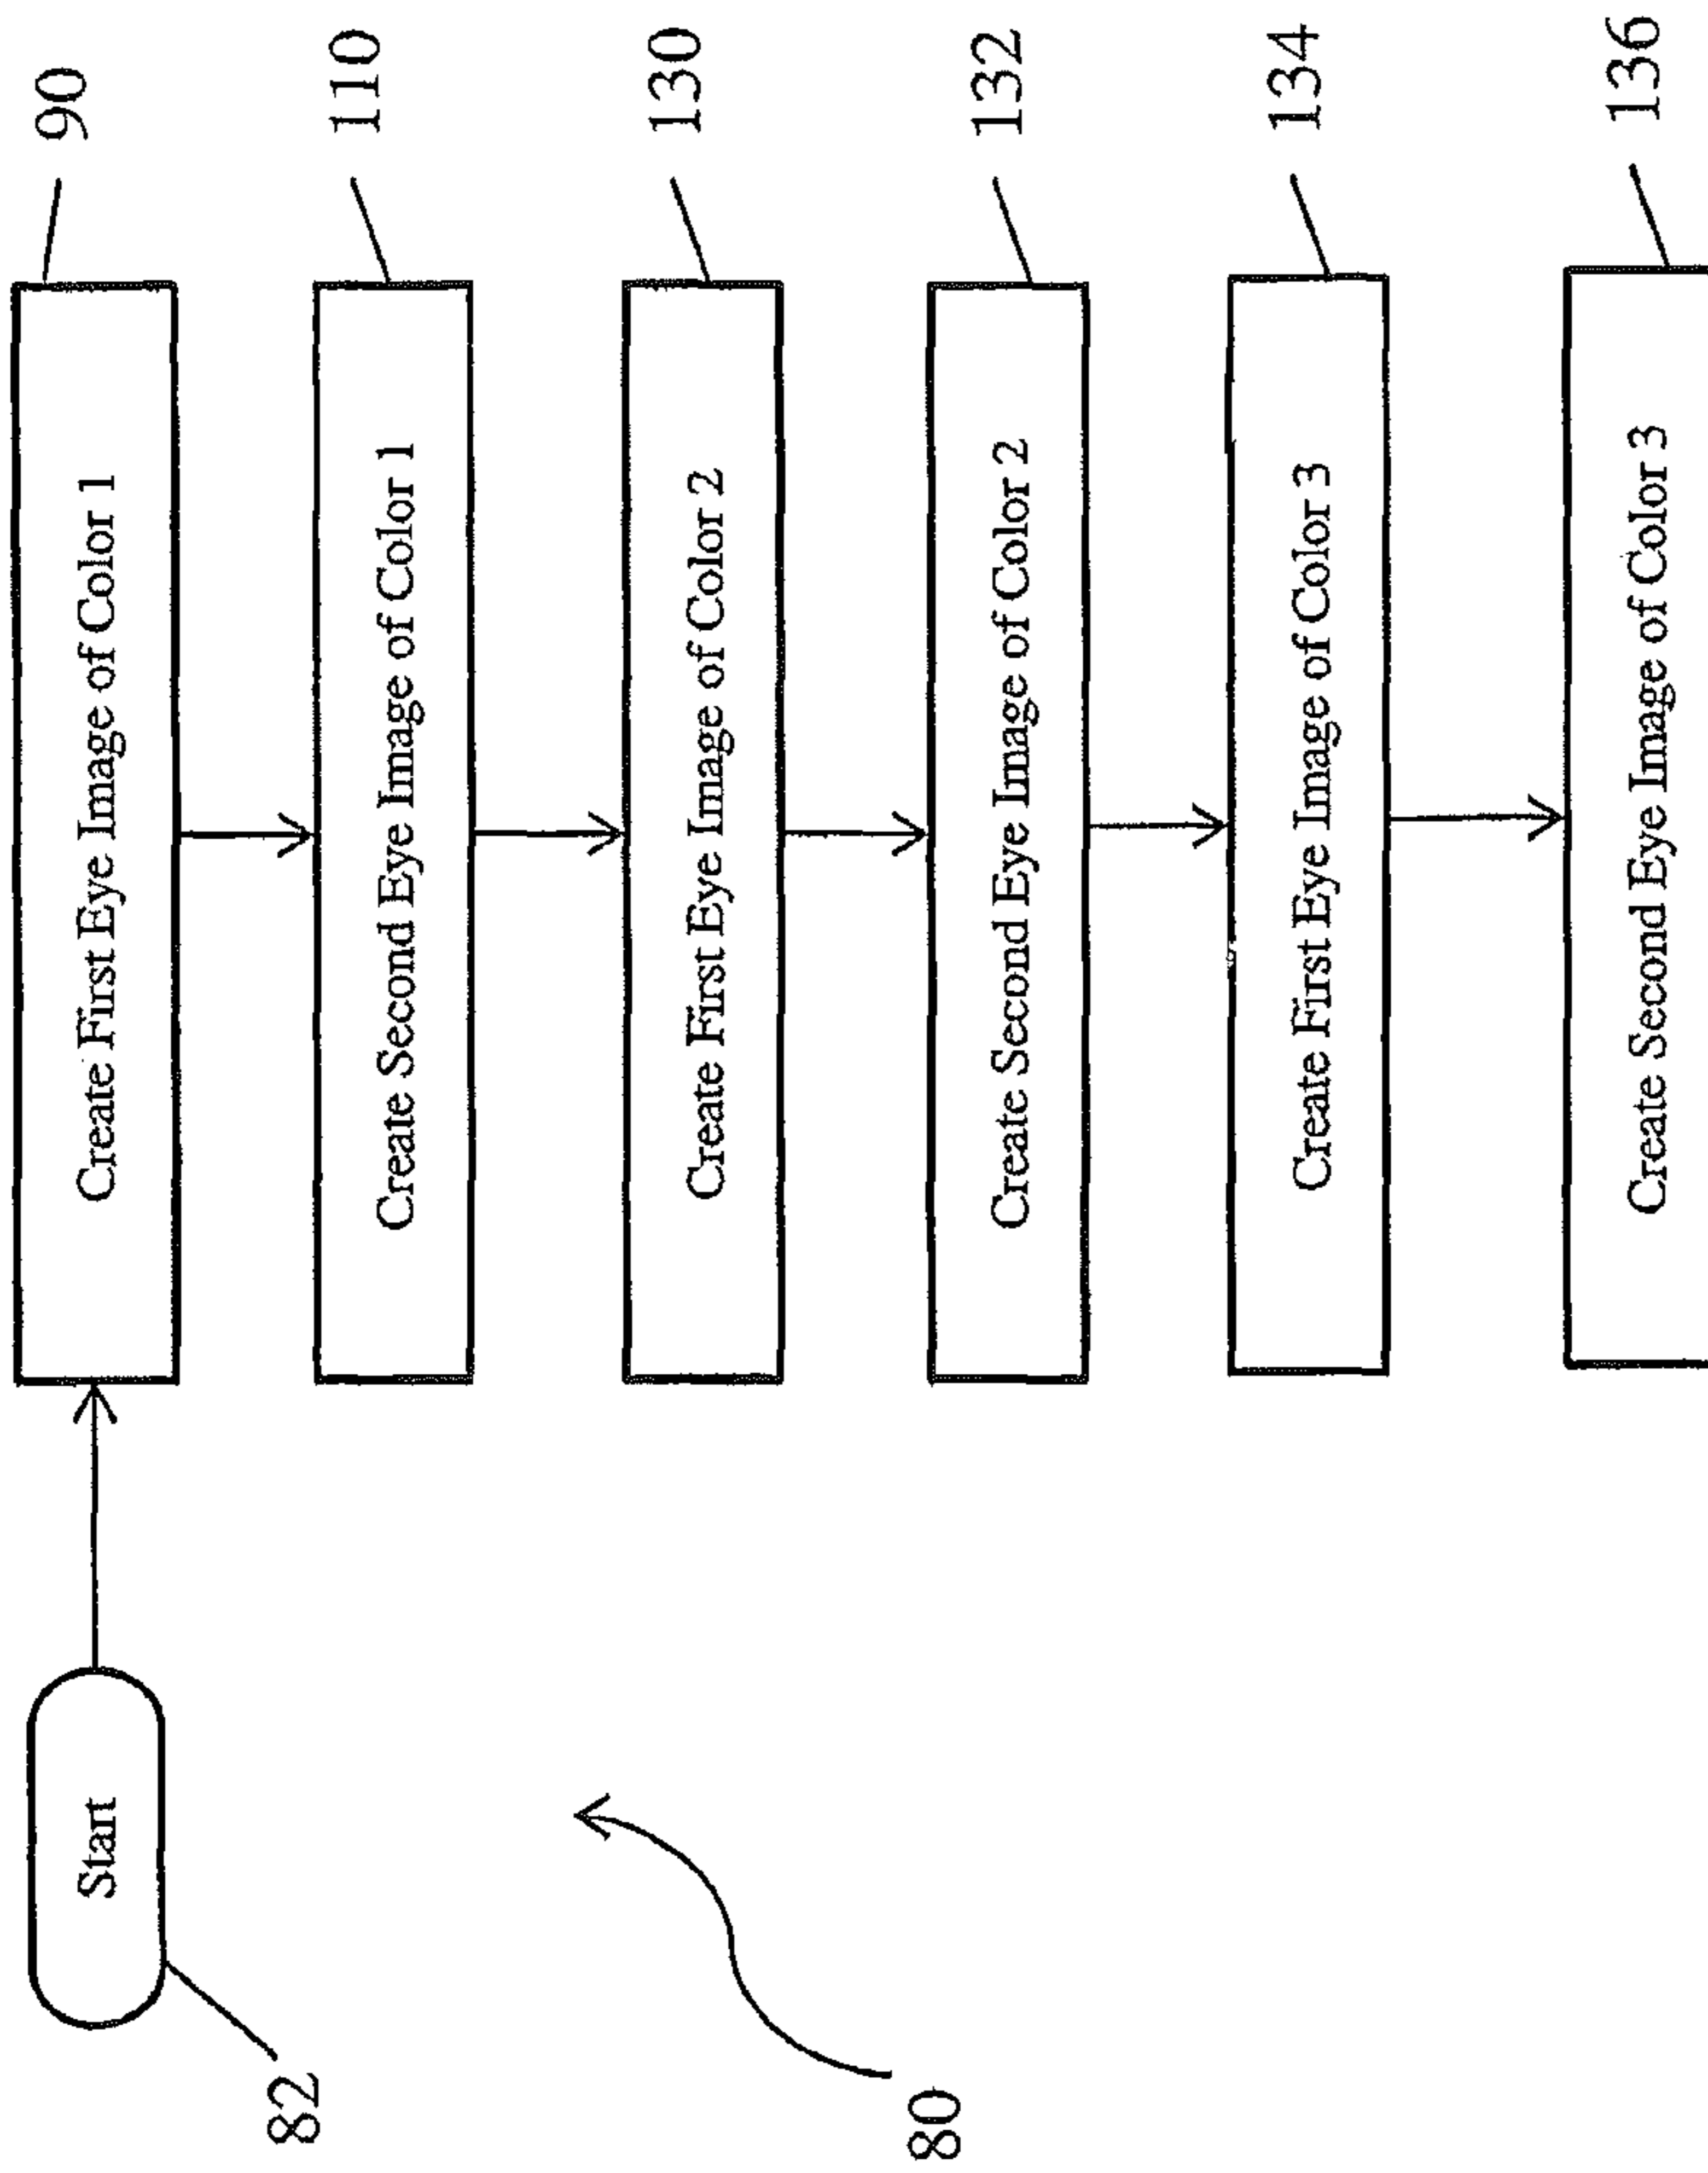 Start
82
80
Create First Eye Image of Color 1
90
Create Second Eye Image of Color 1
110
Create First Eye Image of Color 2
130
Create Second Eye Image of Color 2
132
Create First Eye Image of Color 3
134
Create Second Eye Image of Color 3
136